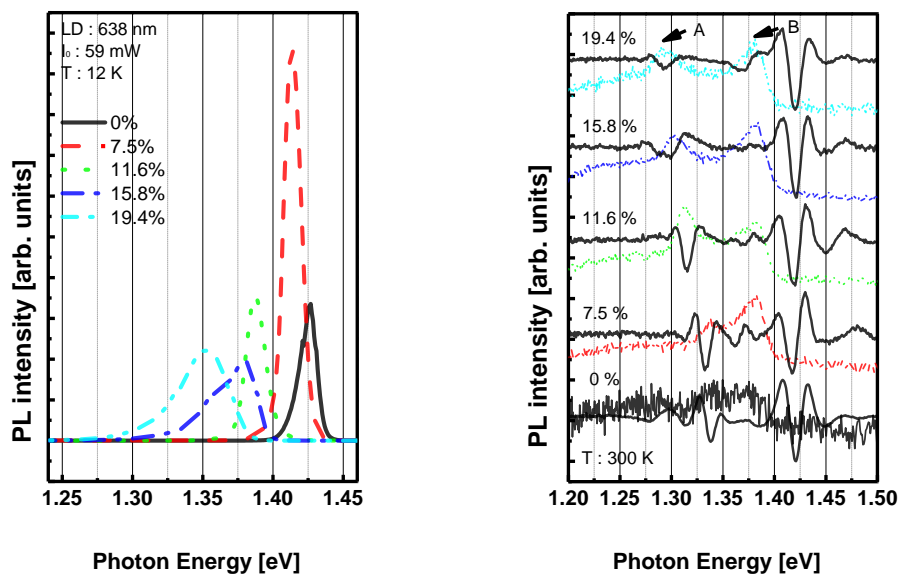 LD : 638 nm
I₀ : 59 mW
T : 12 K
0%
7.5%
11.6%
15.8%
19.4%
PL intensity [arb. units]
1.25 1.30 1.35 1.40 1.45
Photon Energy [eV]
A
B
19.4 %
15.8 %
11.6 %
7.5 %
0 %
T : 300 K
PL intensity [arb. units]
1.20 1.25 1.30 1.35 1.40 1.45 1.50
Photon Energy [eV]